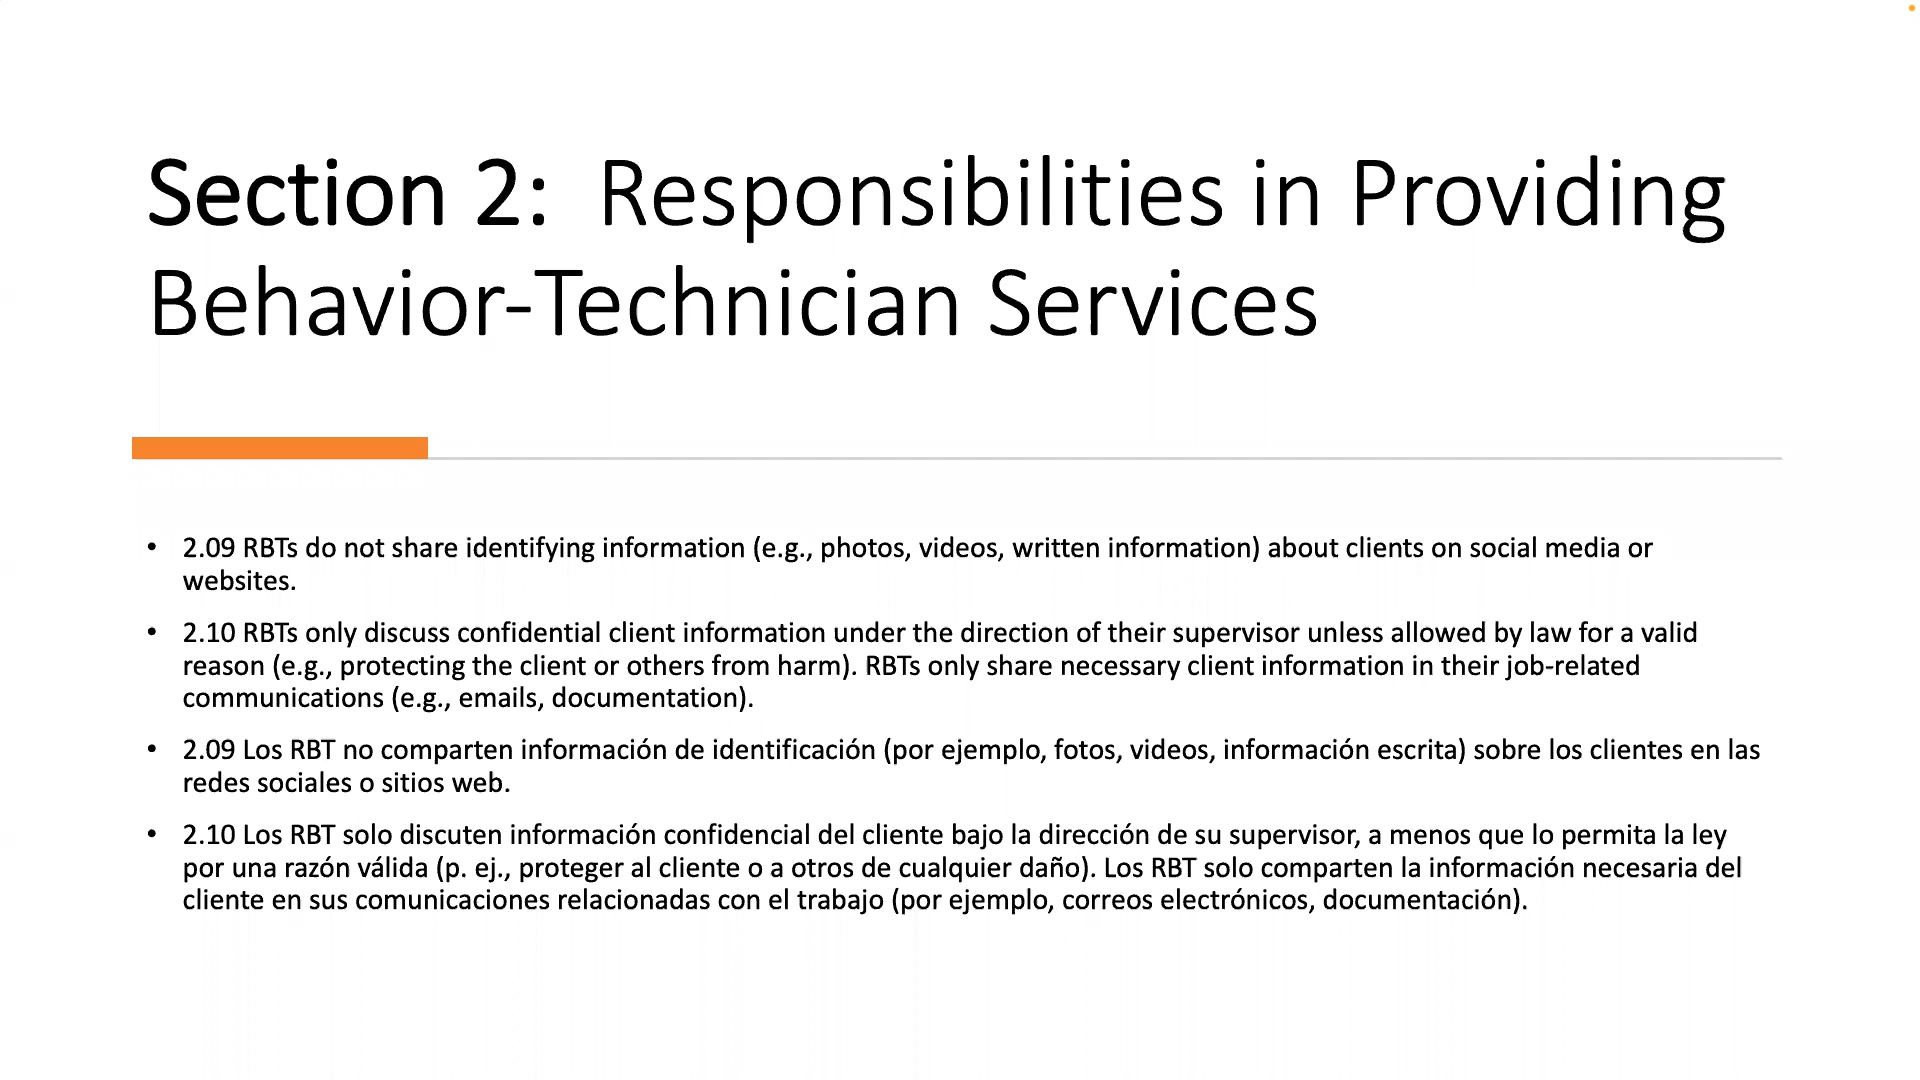 Section 2:  Responsibilities in Providing
Behavior-Technician Services
• 2.09 RBTs do not share identifying information (e.g., photos, videos, written information) about clients on social media or
websites.
• 2.10 RBTs only discuss confidential client information under the direction of their supervisor unless allowed by law for a valid
reason (e.g., protecting the client or others from harm). RBTs only share necessary client information in their job-related
communications (e.g., emails, documentation).
• 2.09 Los RBT no comparten información de identificación (por ejemplo, fotos, videos, información escrita) sobre los clientes en las
redes sociales o sitios web.
• 2.10 Los RBT solo discuten información confidencial del cliente bajo la dirección de su supervisor, a menos que lo permita la ley
por una razón válida (p. ej., proteger al cliente o a otros de cualquier daño). Los RBT solo comparten la información necesaria del
cliente en sus comunicaciones relacionadas con el trabajo (por ejemplo, correos electrónicos, documentación).